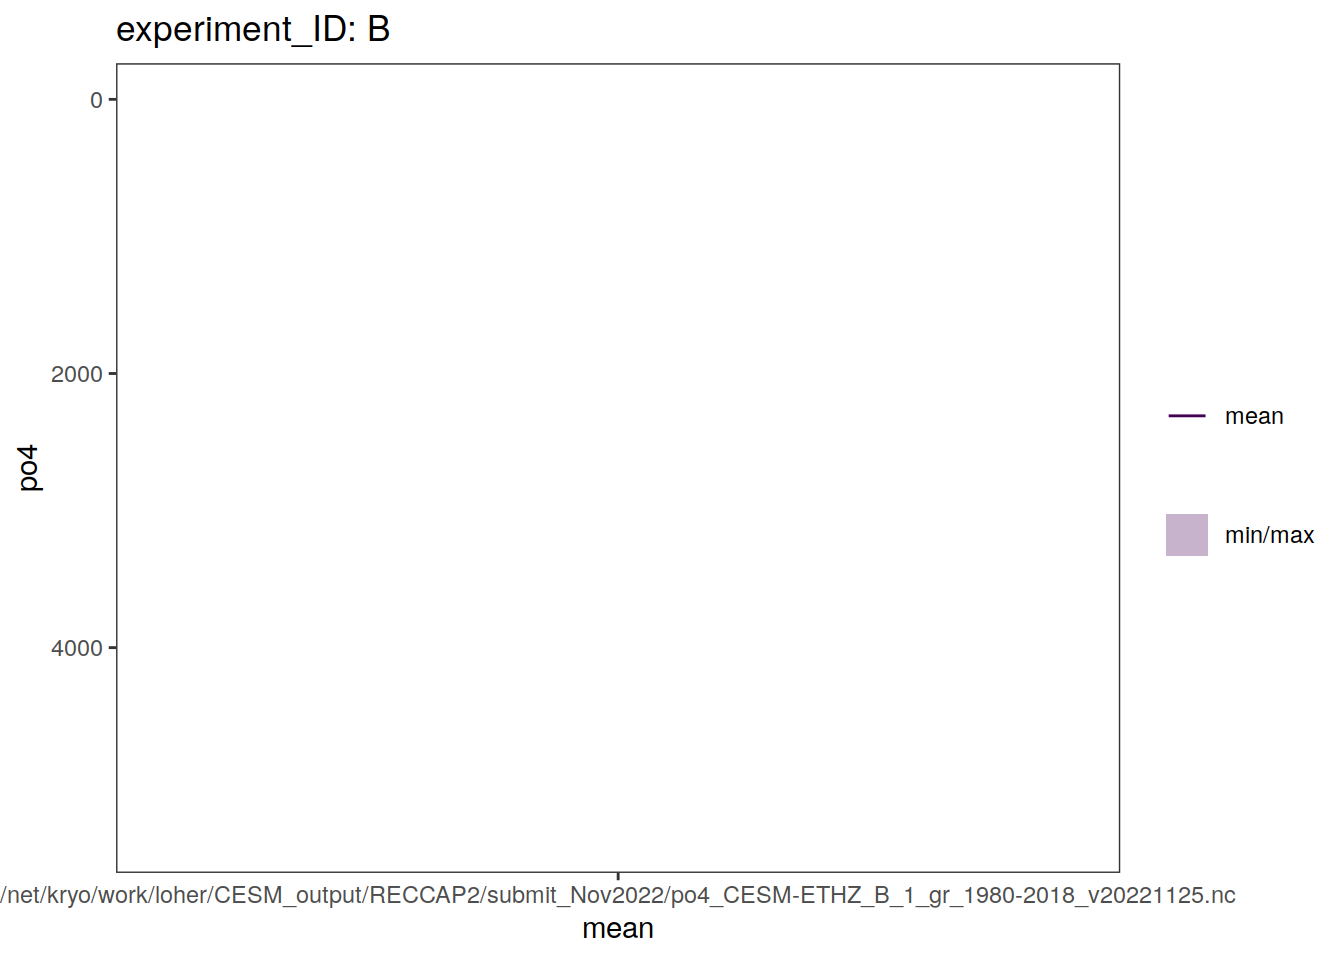 experiment_ID: B
0
2000
4000
po4
mean
min/max
/net/kryo/work/loher/CESM_output/RECCAP2/submit_Nov2022/po4_CESM-ETHZ_B_1_gr_1980-2018_v20221125.nc
mean